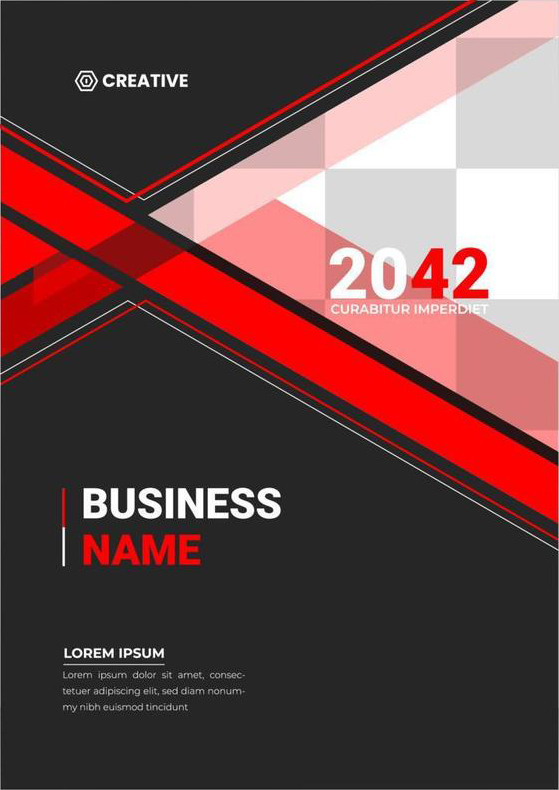 CREATIVE
2042
CURABITUR IMPERDIET
BUSINESS
NAME
LOREM IPSUM
Lorem ipsum dolor sit amet, consec-
tetuer adipiscing elit, sed diam nonum-
my nibh euismod tincidunt